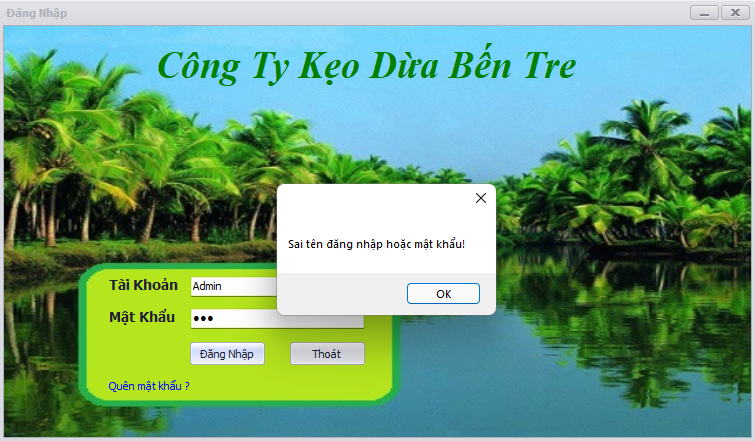 Đăng Nhập
Công Ty Kẹo Dừa Bến Tre
Sai tên đăng nhập hoặc mật khẩu!
OK
Tài Khoản Admin
Mật Khẩu ●●●
Đăng Nhập Thoát
Quên mật khẩu ?